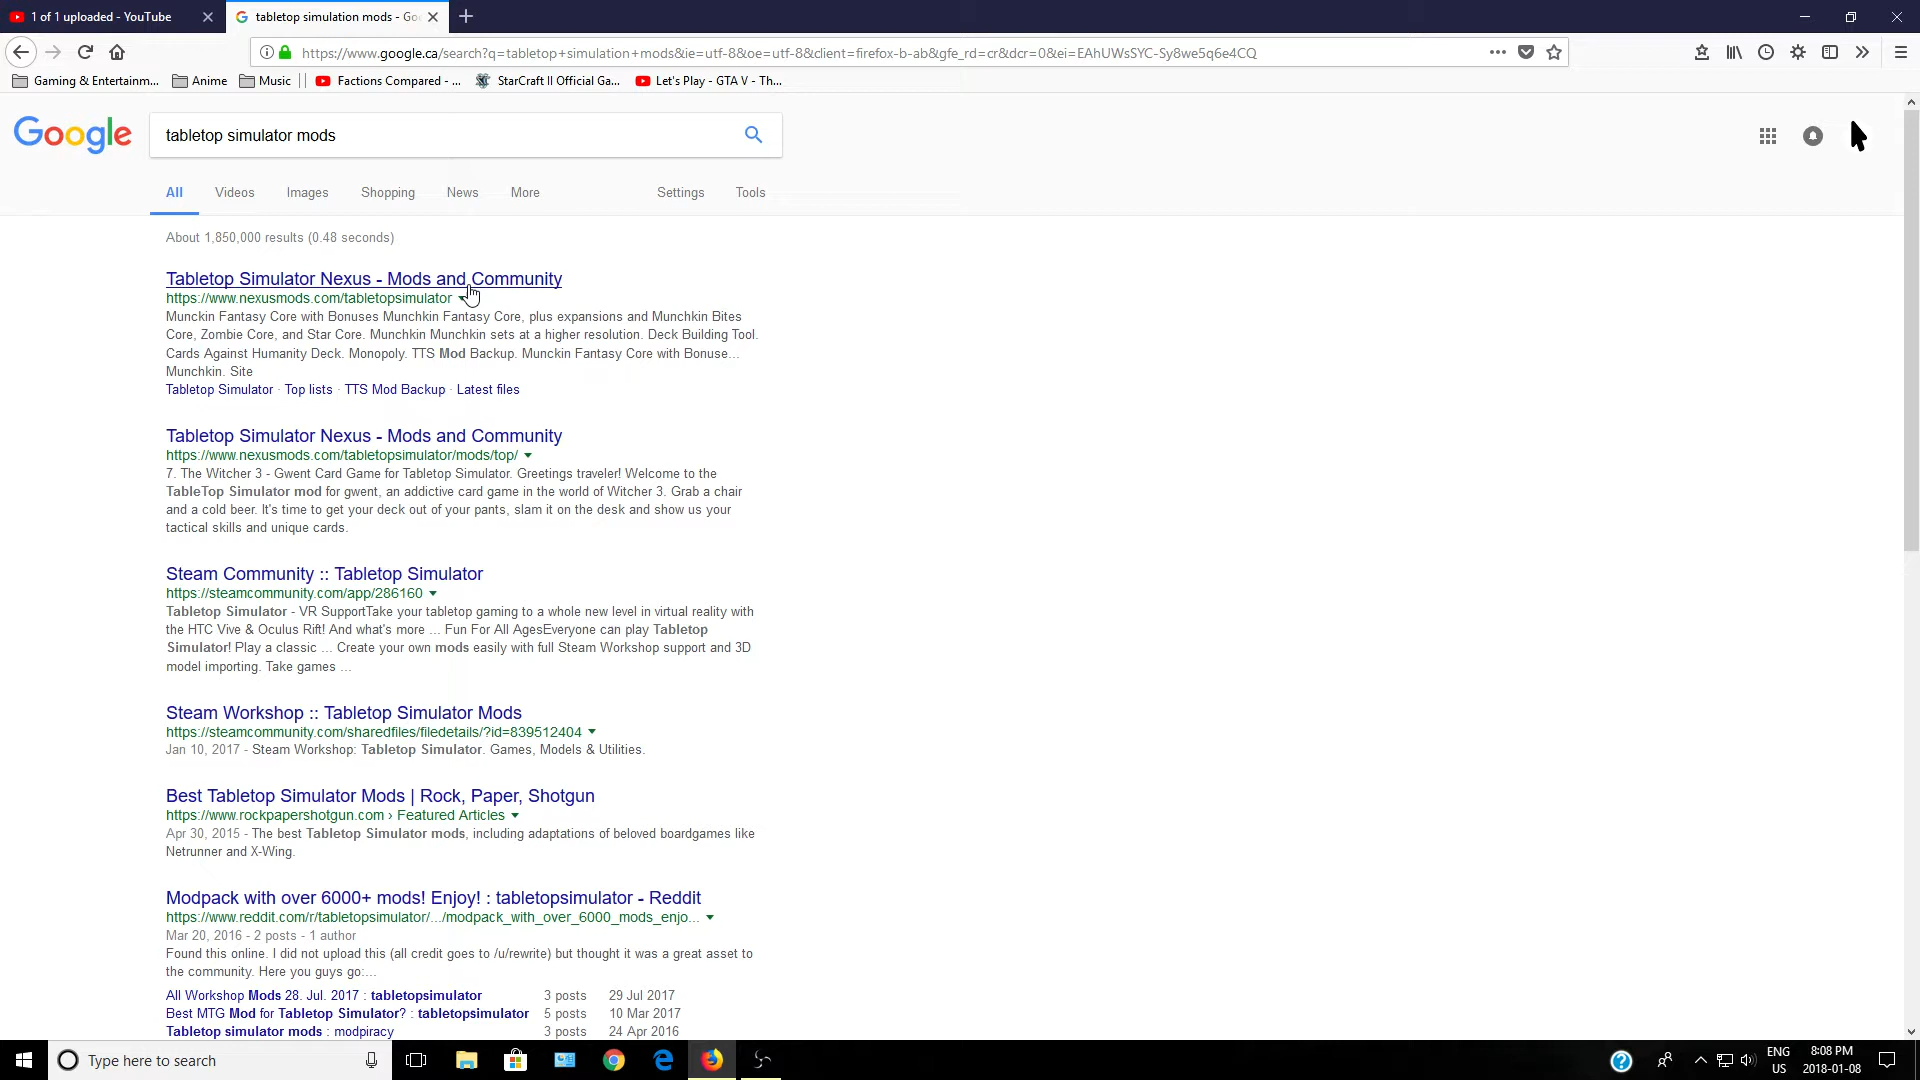 1 of 1 uploaded - YouTube
tabletop simulation mods - Go
https://www.google.ca/search?q=tabletop+simulation+mods&ie=utf-8&oe=utf-8&client=firefox-b-ab&gfe_rd=cr&dcr=0&ei=EAhUWsSYC-Sy8we5q6e4CQ
Gaming & Entertainm...
Anime
Music
Factions Compared - ...
StarCraft II Official Ga...
Let's Play - GTA V - Th...
Google
tabletop simulator mods
All
Videos
Images
Shopping
News
More
Settings
Tools
About 1,850,000 results (0.48 seconds)
Tabletop Simulator Nexus - Mods and Community
https://www.nexusmods.com/tabletopsimulator
Munckin Fantasy Core with Bonuses Munchkin Fantasy Core, plus expansions and Munchkin Bites
Core, Zombie Core, and Star Core. Munchkin Munchkin sets at a higher resolution. Deck Building Tool.
Cards Against Humanity Deck. Monopoly. TTS Mod Backup. Munckin Fantasy Core with Bonuse...
Munchkin. Site
Tabletop Simulator · Top lists · TTS Mod Backup · Latest files
Tabletop Simulator Nexus - Mods and Community
https://www.nexusmods.com/tabletopsimulator/mods/top/
7. The Witcher 3 - Gwent Card Game for Tabletop Simulator. Greetings traveler! Welcome to the
TableTop Simulator mod for gwent, an addictive card game in the world of Witcher 3. Grab a chair
and a cold beer. It's time to get your deck out of your pants, slam it on the desk and show us your
tactical skills and unique cards.
Steam Community :: Tabletop Simulator
https://steamcommunity.com/app/286160
Tabletop Simulator - VR SupportTake your tabletop gaming to a whole new level in virtual reality with
the HTC Vive & Oculus Rift! And what's more ... Fun For All AgesEveryone can play Tabletop
Simulator! Play a classic ... Create your own mods easily with full Steam Workshop support and 3D
model importing. Take games ...
Steam Workshop :: Tabletop Simulator Mods
https://steamcommunity.com/sharedfiles/filedetails/?id=839512404
Jan 10, 2017 - Steam Workshop: Tabletop Simulator. Games, Models & Utilities.
Best Tabletop Simulator Mods | Rock, Paper, Shotgun
https://www.rockpapershotgun.com › Featured Articles
Apr 30, 2015 - The best Tabletop Simulator mods, including adaptations of beloved boardgames like
Netrunner and X-Wing.
Modpack with over 6000+ mods! Enjoy! : tabletopsimulator - Reddit
https://www.reddit.com/r/tabletopsimulator/.../modpack_with_over_6000_mods_enjo...
Mar 20, 2016 - 2 posts - 1 author
Found this online. I did not upload this (all credit goes to /u/rewrite) but thought it was a great asset to
the community. Here you guys go:...
All Workshop Mods 28. Jul. 2017 : tabletopsimulator 3 posts 29 Jul 2017
Best MTG Mod for Tabletop Simulator? : tabletopsimulator 5 posts 10 Mar 2017
Tabletop simulator mods : modpiracy 3 posts 24 Apr 2016
Type here to search
ENG
US
8:08 PM
2018-01-08